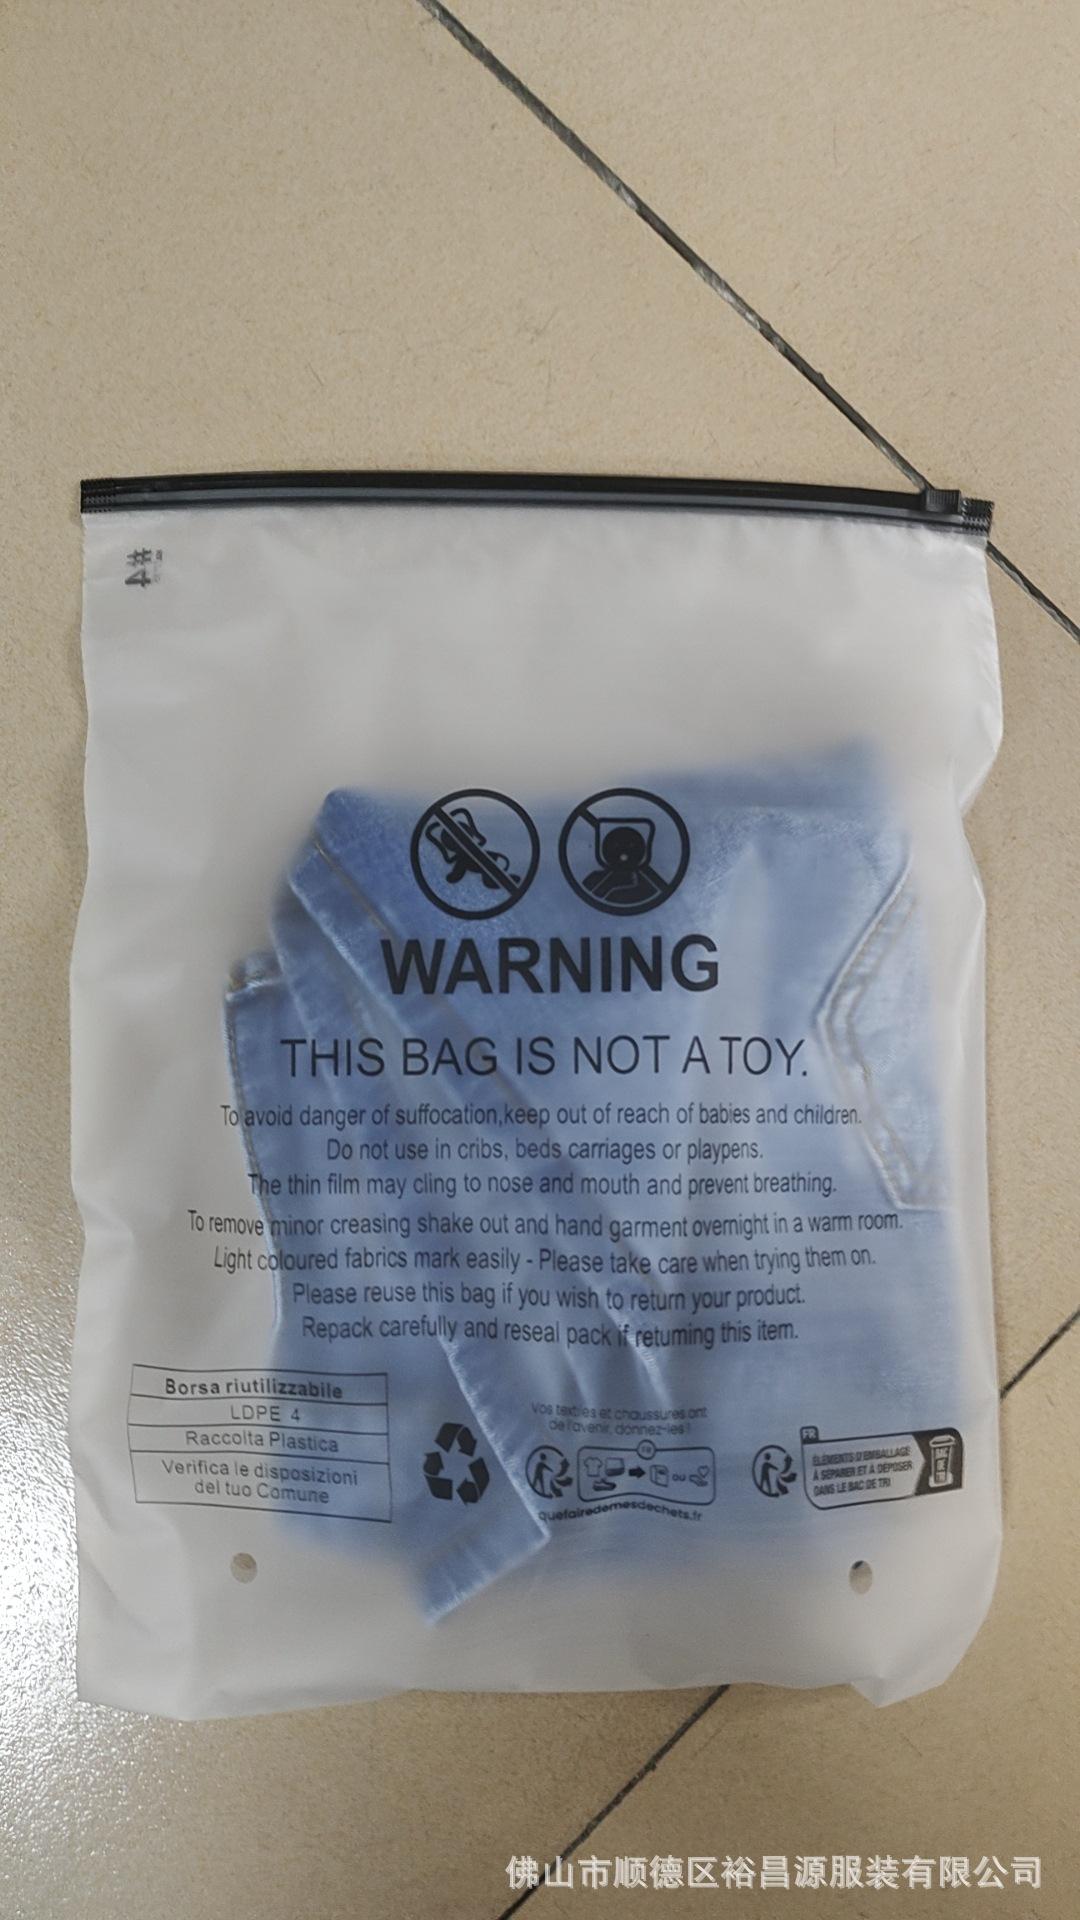 #4
WARNING
THIS BAG IS NOT A TOY.
To avoid danger of suffocation,keep out of reach of babies and children.
Do not use in cribs, beds carriages or playpens.
The thin film may cling to nose and mouth and prevent breathing.
To remove minor creasing shake out and hand garment overnight in a warm room.
Light coloured fabrics mark easily - Please take care when trying them on.
Please reuse this bag if you wish to return your product.
Repack carefully and reseal pack if returning this item.
Borsa riutilizzabile
LDPE 4
Raccolta Plastica
Verifica le disposizioni
del tuo Comune
Vos textiles et chaussures ont
de l'avenir, donnez-les !
FR
OU
quefairedemesdechets.fr
FR
ÉLÉMENTS D'EMBALLAGE
À SÉPARER ET À DÉPOSER
DANS LE BAC DE TRI
BAC
DE
TRI
佛山市顺德区裕昌源服装有限公司